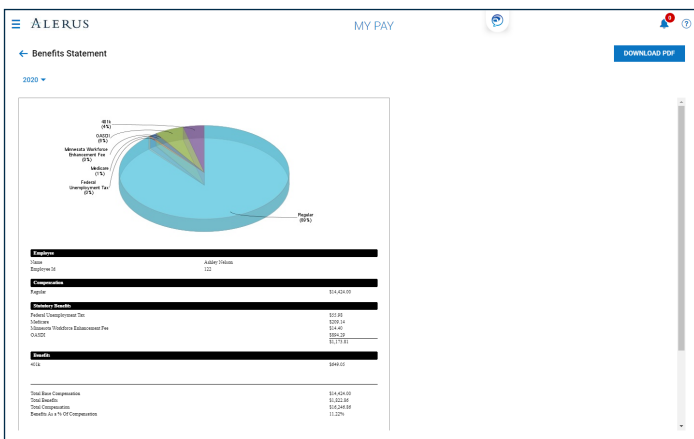 ALERUS
MY PAY
0
?
← Benefits Statement
DOWNLOAD PDF
2020
401k
(4%)
OASDI
Minnesota Workforce
Enhancement Fee
(0%)
Medicare
(1%)
Federal
Unemployment Tax
(0%)
Regular
(89%)
Employee
Name Ashley Nelson
Employee Id 122
Compensation
Regular $14,424.00
Statutory Benefits
Federal Unemployment Tax
Medicare $209.14
Minnesota Workforce Enhancement Fee $14.40
OASDI $894.29
$1,173.81
Benefits
401k $649.05
Total Base Compensation $14,424.00
Total Benefits $1,822.86
Total Compensation $16,246.86
Benefits As a % Of Compensation 11.22%